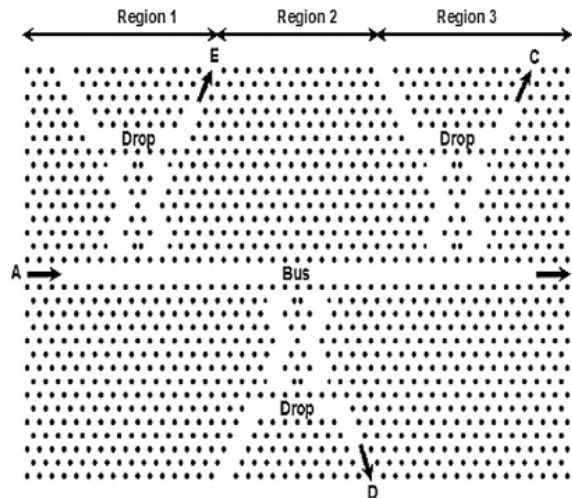 Region 1 Region 2 Region 3
E C
Drop Drop
A Bus
Drop
D